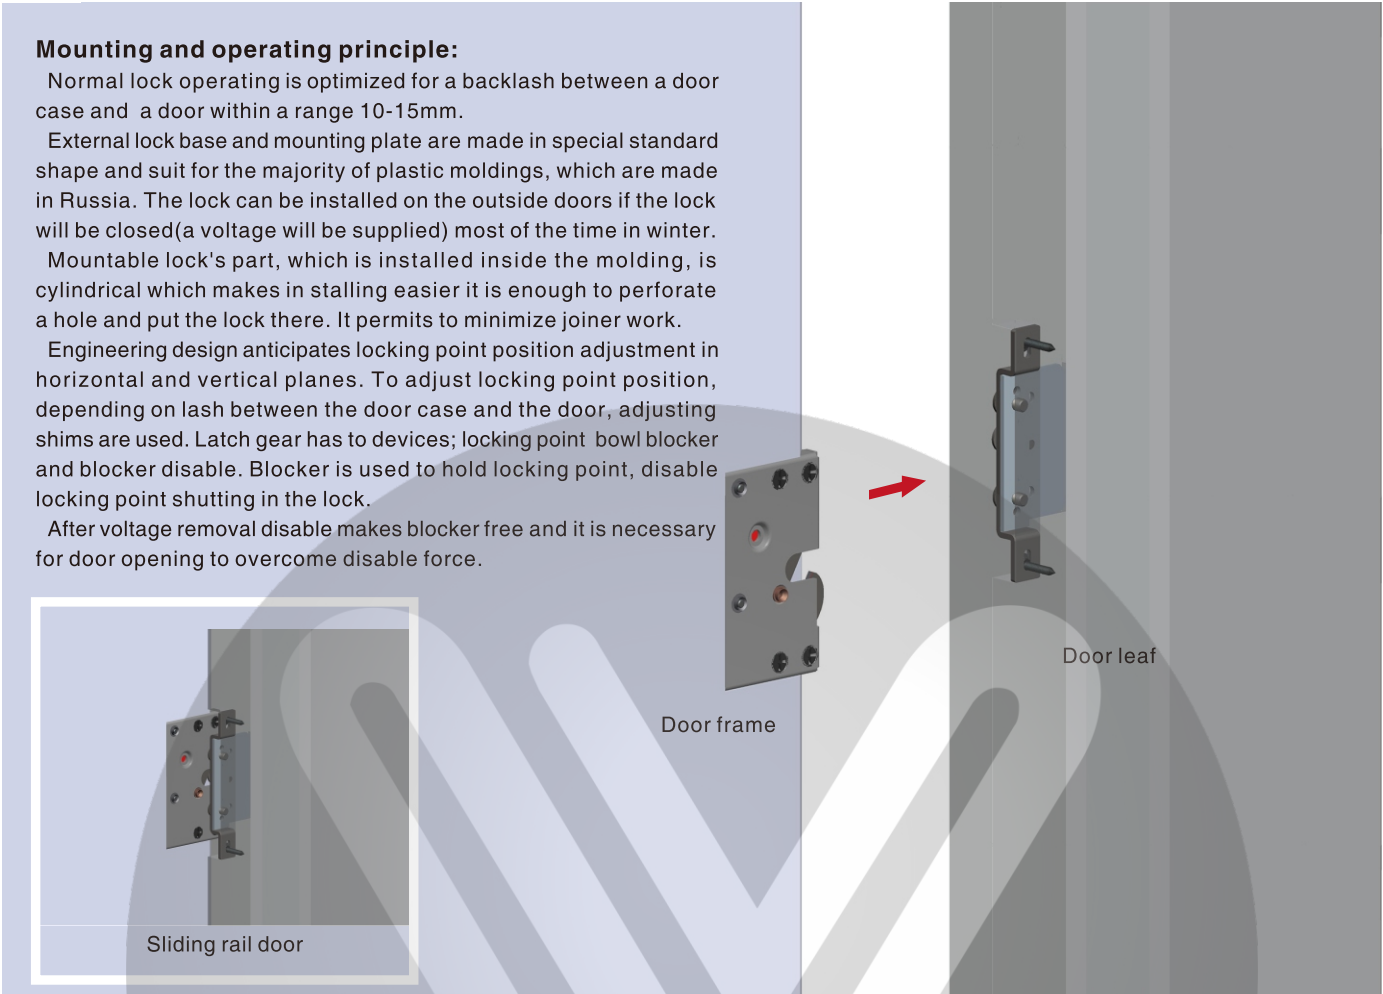 Mounting and operating principle:
Normal lock operating is optimized for a backlash between a door
case and a door within a range 10-15mm.
External lock base and mounting plate are made in special standard
shape and suit for the majority of plastic moldings, which are made
in Russia. The lock can be installed on the outside doors if the lock
will be closed(a voltage will be supplied) most of the time in winter.
Mountable lock's part, which is installed inside the molding, is
cylindrical which makes in stalling easier it is enough to perforate
a hole and put the lock there. It permits to minimize joiner work.
Engineering design anticipates locking point position adjustment in
horizontal and vertical planes. To adjust locking point position,
depending on lash between the door case and the door, adjusting
shims are used. Latch gear has to devices; locking point bowl blocker
and blocker disable. Blocker is used to hold locking point, disable
locking point shutting in the lock.
After voltage removal disable makes blocker free and it is necessary
for door opening to overcome disable force.
Door leaf
Door frame
Sliding rail door